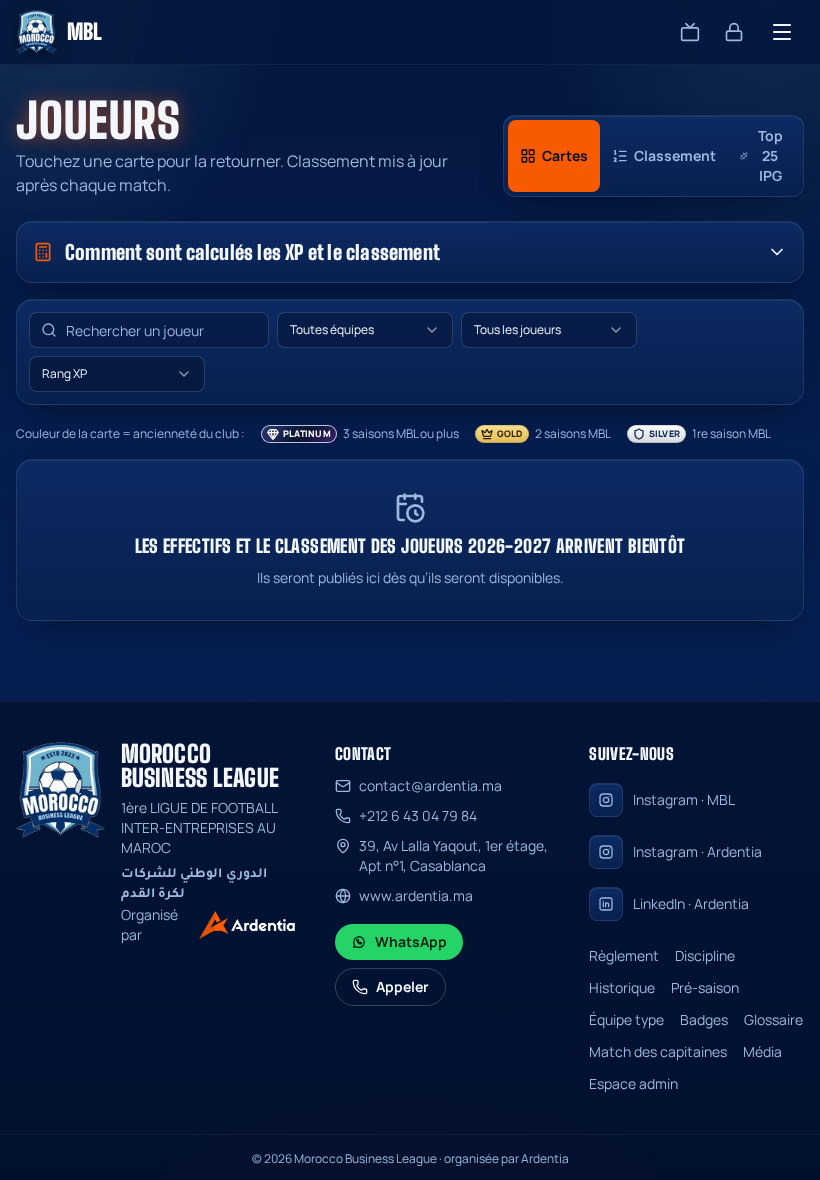 MOROCCO
MBL
JOUEURS
Touchez une carte pour la retourner. Classement mis à jour
après chaque match.
Cartes
Classement
Top
25
IPG
Comment sont calculés les XP et le classement
Rechercher un joueur
Toutes équipes
Tous les joueurs
Rang XP
Couleur de la carte = ancienneté du club :
PLATINUM
3 saisons MBL ou plus
GOLD
2 saisons MBL
SILVER
1re saison MBL
LES EFFECTIFS ET LE CLASSEMENT DES JOUEURS 2026-2027 ARRIVENT BIENTÔT
Ils seront publiés ici dès qu'ils seront disponibles.
ESTD 2023
MOROCCO
BUSINESS LEAGUE
MOROCCO
BUSINESS LEAGUE
1ère LIGUE DE FOOTBALL
INTER-ENTREPRISES AU
MAROC
الدوري الوطني للشركات
لكرة القدم
Organisé
par
Ardentia
CONTACT
contact@ardentia.ma
+212 6 43 04 79 84
39, Av Lalla Yaqout, 1er étage,
Apt n°1, Casablanca
www.ardentia.ma
WhatsApp
Appeler
SUIVEZ-NOUS
Instagram · MBL
Instagram · Ardentia
LinkedIn · Ardentia
Règlement Discipline
Historique Pré-saison
Équipe type Badges Glossaire
Match des capitaines Média
Espace admin
© 2026 Morocco Business League · organisée par Ardentia